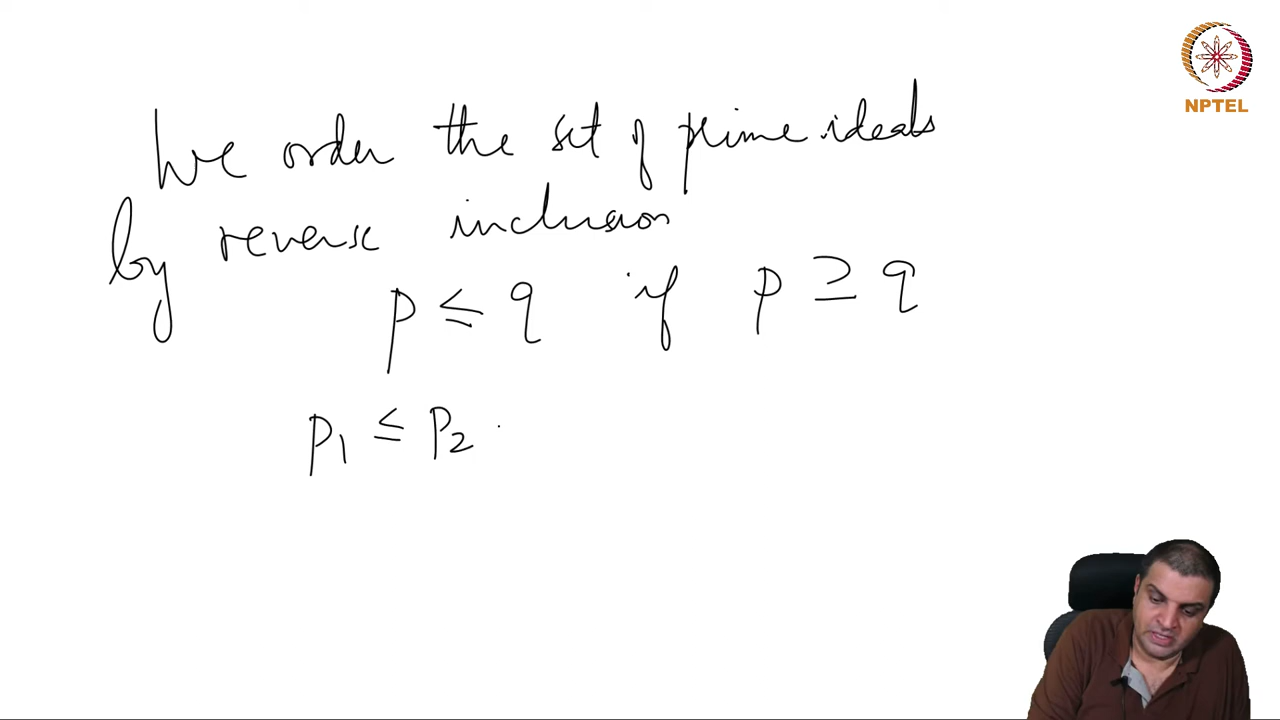 NPTEL
We order the set of prime ideals
by reverse inclusion
p ≤ q if p ⊇ q
p₁ ≤ p₂